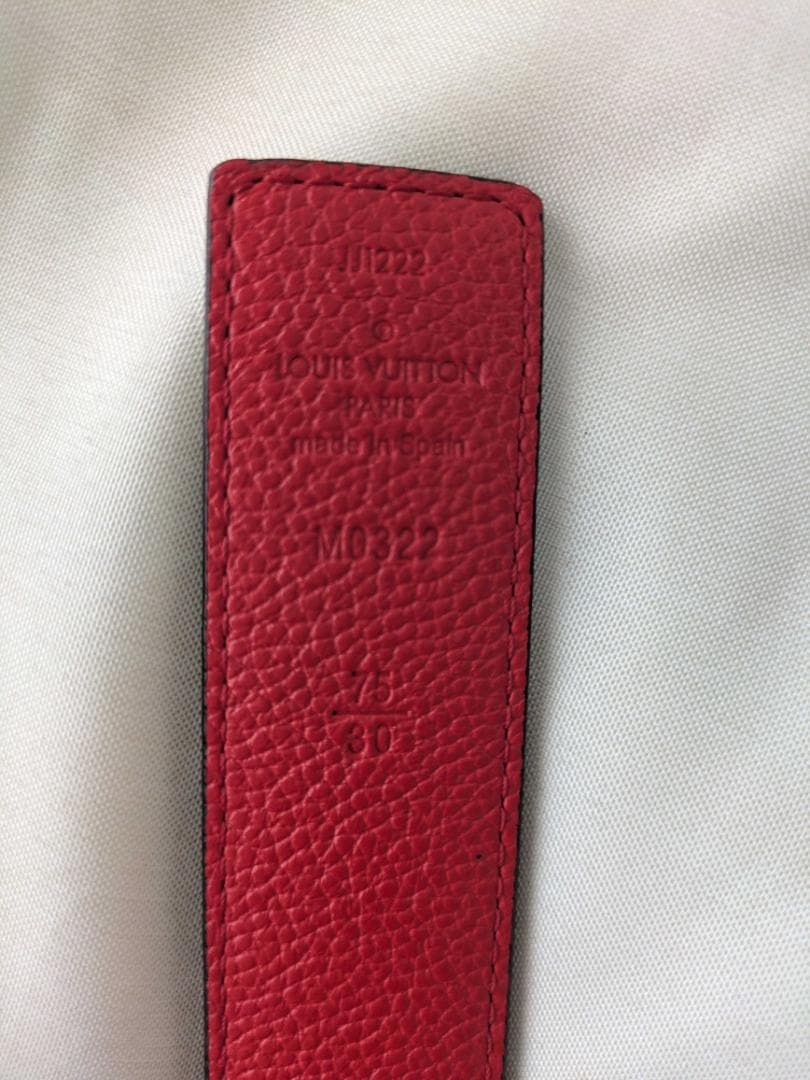 JJ1222
LOUIS VUITTON
PARIS
made in Spain
M0322
75
30